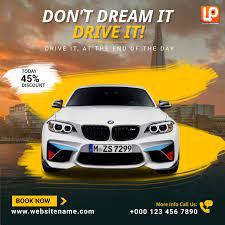 DON'T DREAM IT
DRIVE IT!
LP
DRIVE IT, AT THE END OF THE DAY
TODAY
45%
DISCOUNT
M ZS 7299
BOOK NOW
www.websitename.com
More Info Call Us:
+000 123 456 7890